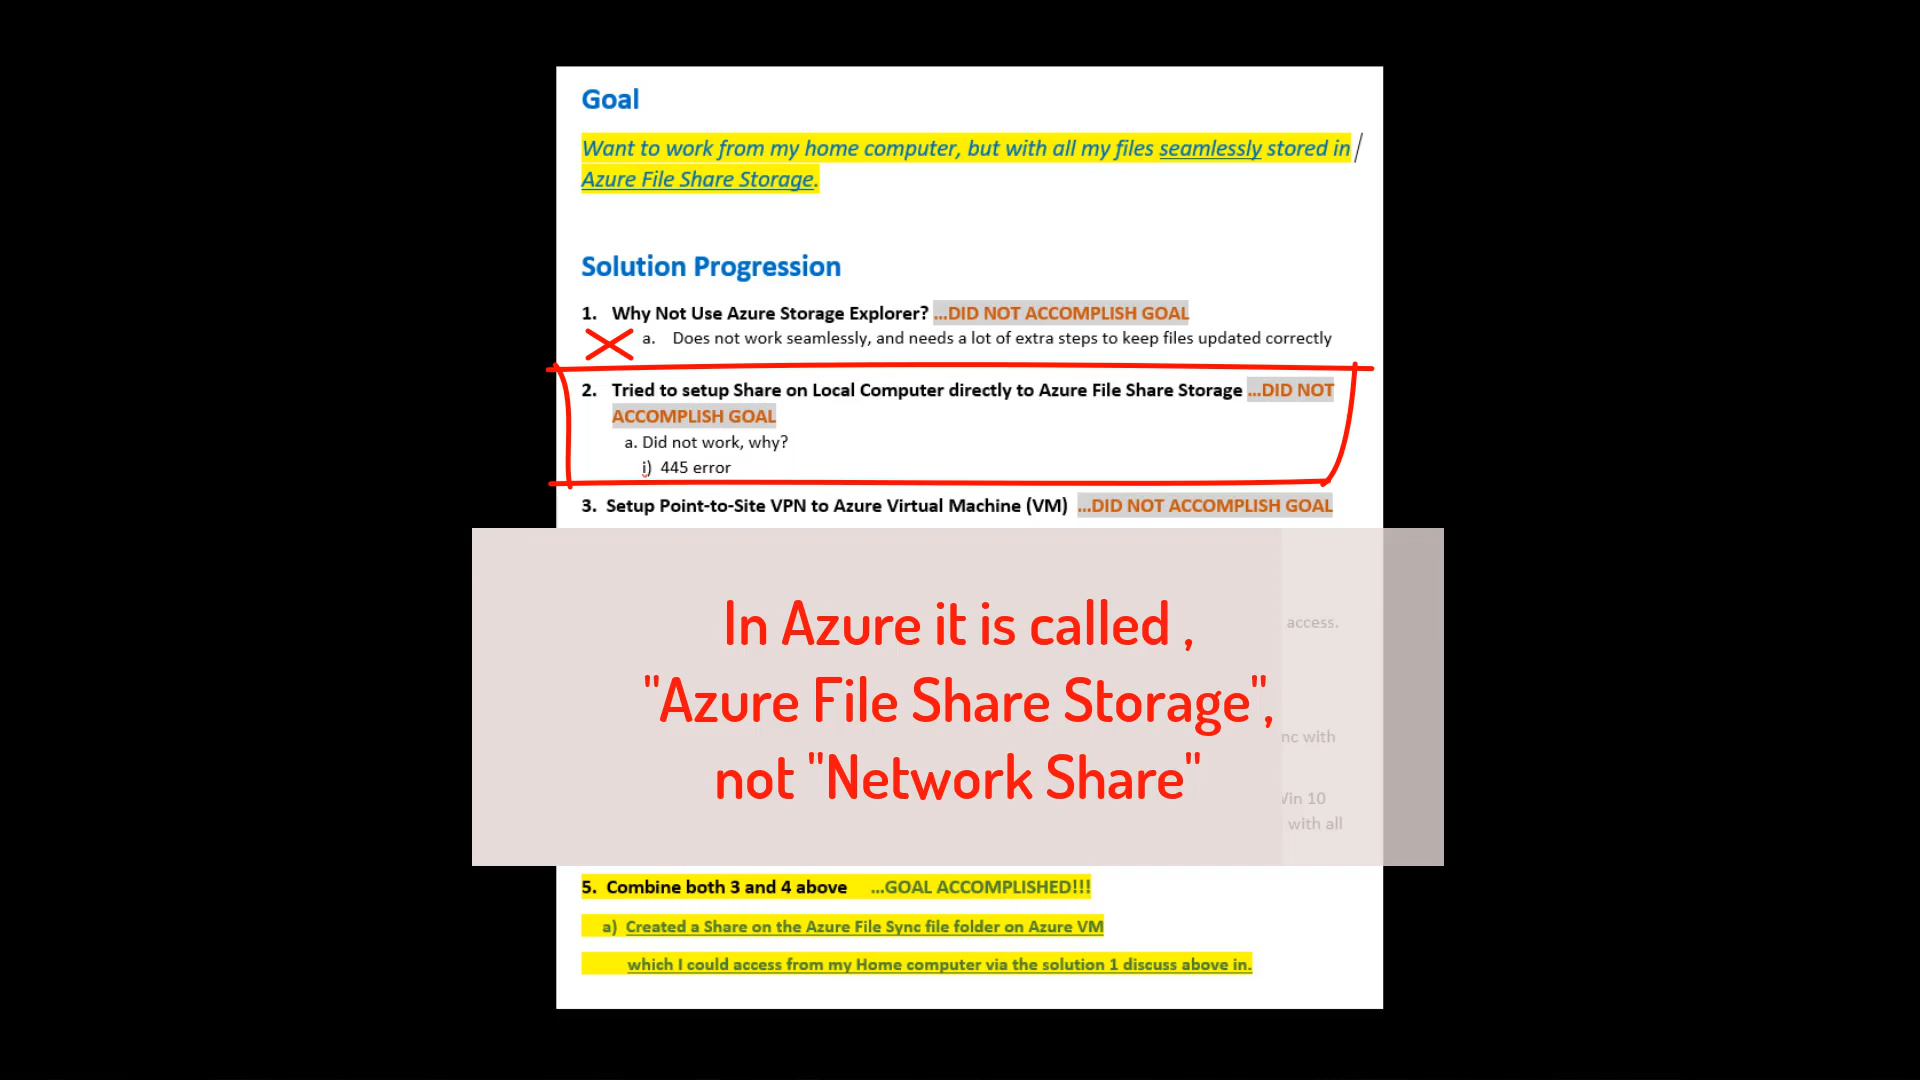 Goal
Want to work from my home computer, but with all my files seamlessly stored in
Azure File Share Storage.
Solution Progression
1. Why Not Use Azure Storage Explorer? ...DID NOT ACCOMPLISH GOAL
a. Does not work seamlessly, and needs a lot of extra steps to keep files updated correctly
2. Tried to setup Share on Local Computer directly to Azure File Share Storage ...DID NOT
ACCOMPLISH GOAL
a. Did not work, why?
i) 445 error
3. Setup Point-to-Site VPN to Azure Virtual Machine (VM) ...DID NOT ACCOMPLISH GOAL
access.
In Azure it is called ,
"Azure File Share Storage",
with
not "Network Share"
10
with all
5. Combine both 3 and 4 above ...GOAL ACCOMPLISHED!!!
a) Created a Share on the Azure File Sync file folder on Azure VM
which I could access from my Home computer via the solution 1 discuss above in.